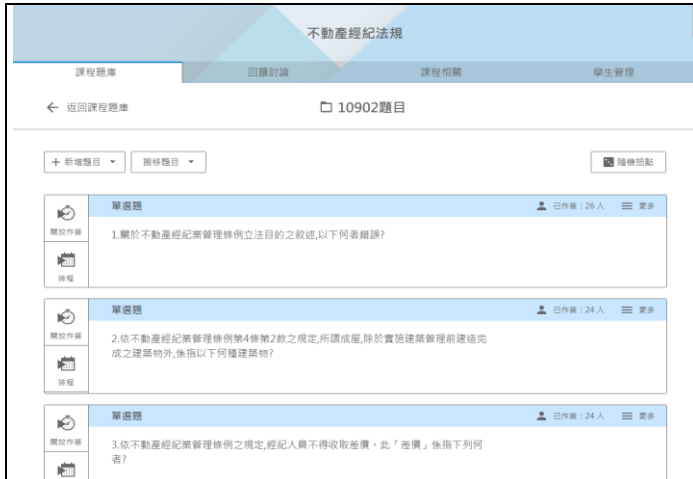 不動產經紀法規
課程題庫 回饋討論 課程相關 學生管理
← 返回課程題庫 10902題目
+ 新增題目 搬移題目 隨機抽點
單選題 已作答：26人 更多
開放作答
1.關於不動產經紀業管理條例立法目的之敘述,以下何者錯誤?
排程
單選題 已作答：24人 更多
開放作答
2.依不動產經紀業管理條例第4條第2款之規定,所謂成屋,除於實施建築管理前建造完
成之建築物外,係指以下何種建築物?
排程
單選題 已作答：24人 更多
開放作答
3.依不動產經紀業管理條例之規定,經紀人員不得收取差價。此「差價」係指下列何
者?